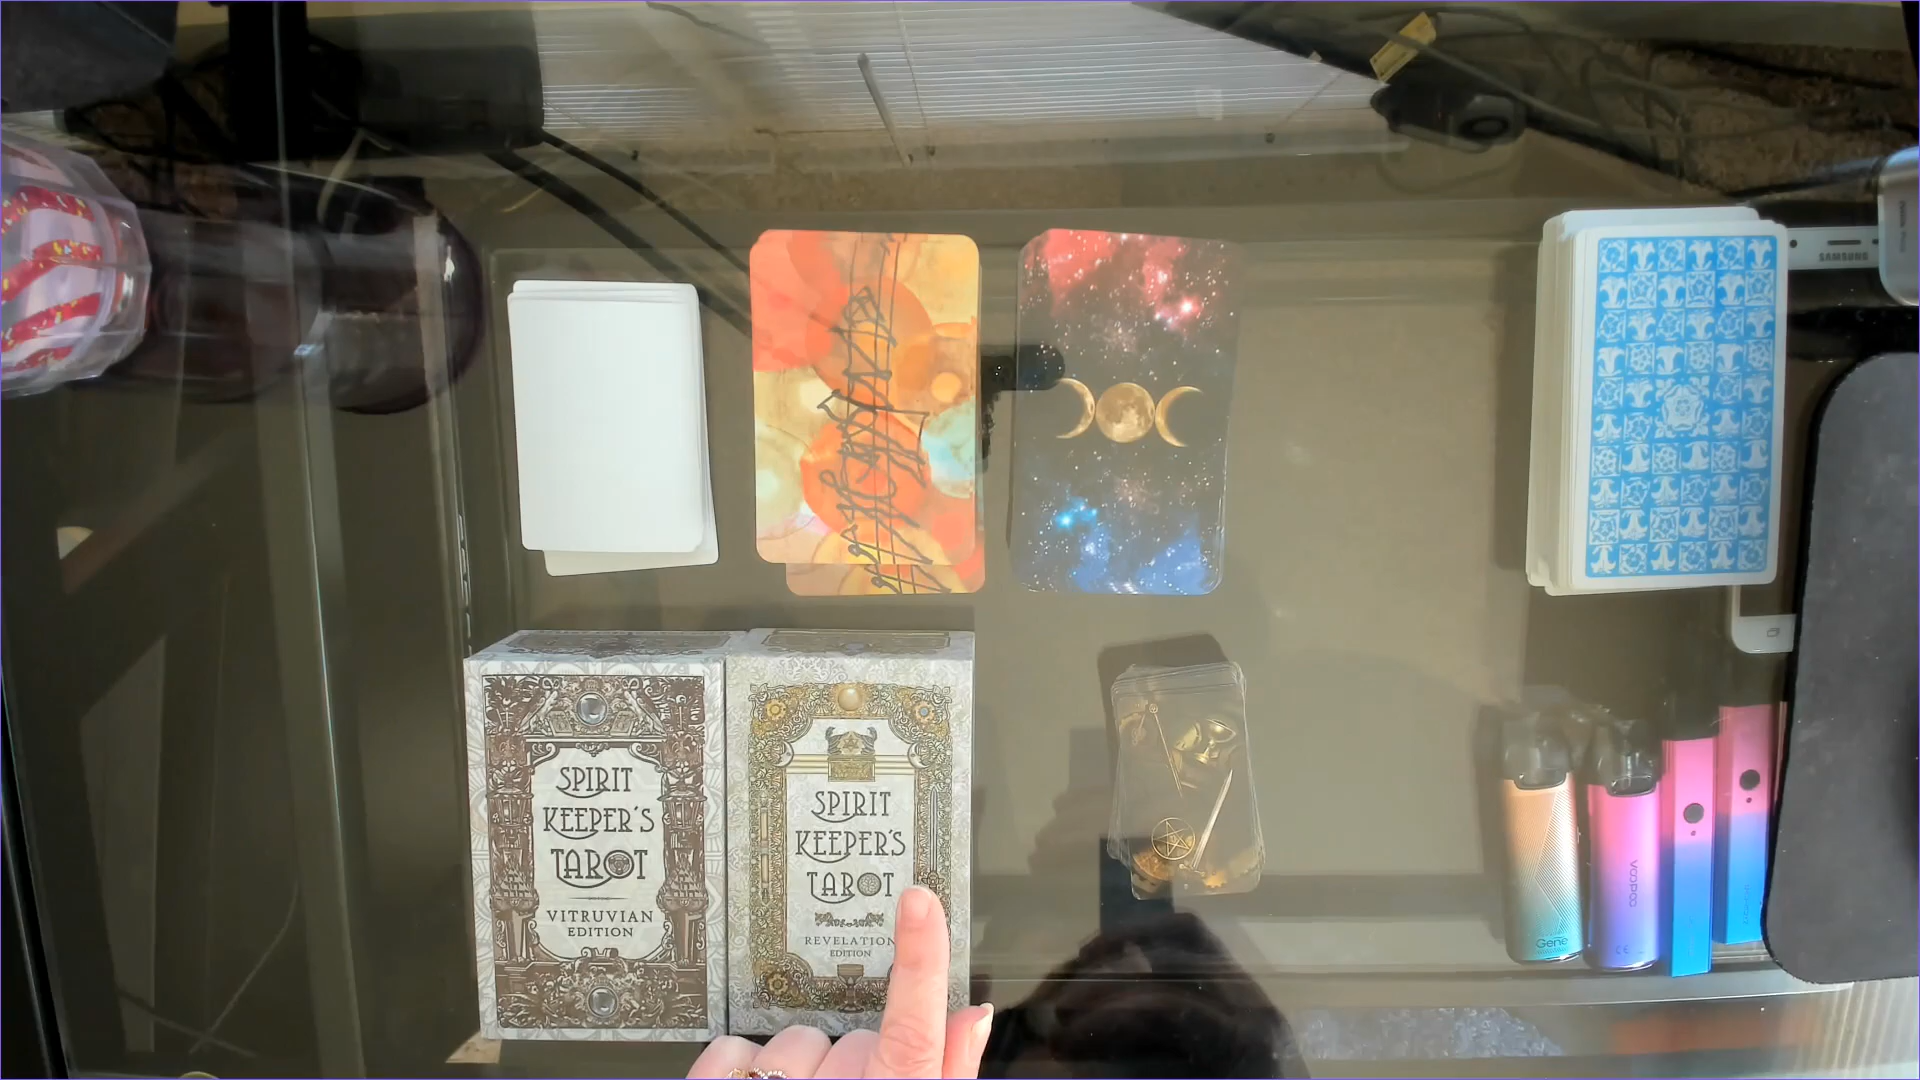 SAMSUNG
SPIRIT
KEEPER'S
TAROT
VITRUVIAN
EDITION
SPIRIT
KEEPER'S
TAROT
REVELATION
EDITION
VOOPOO
Gene